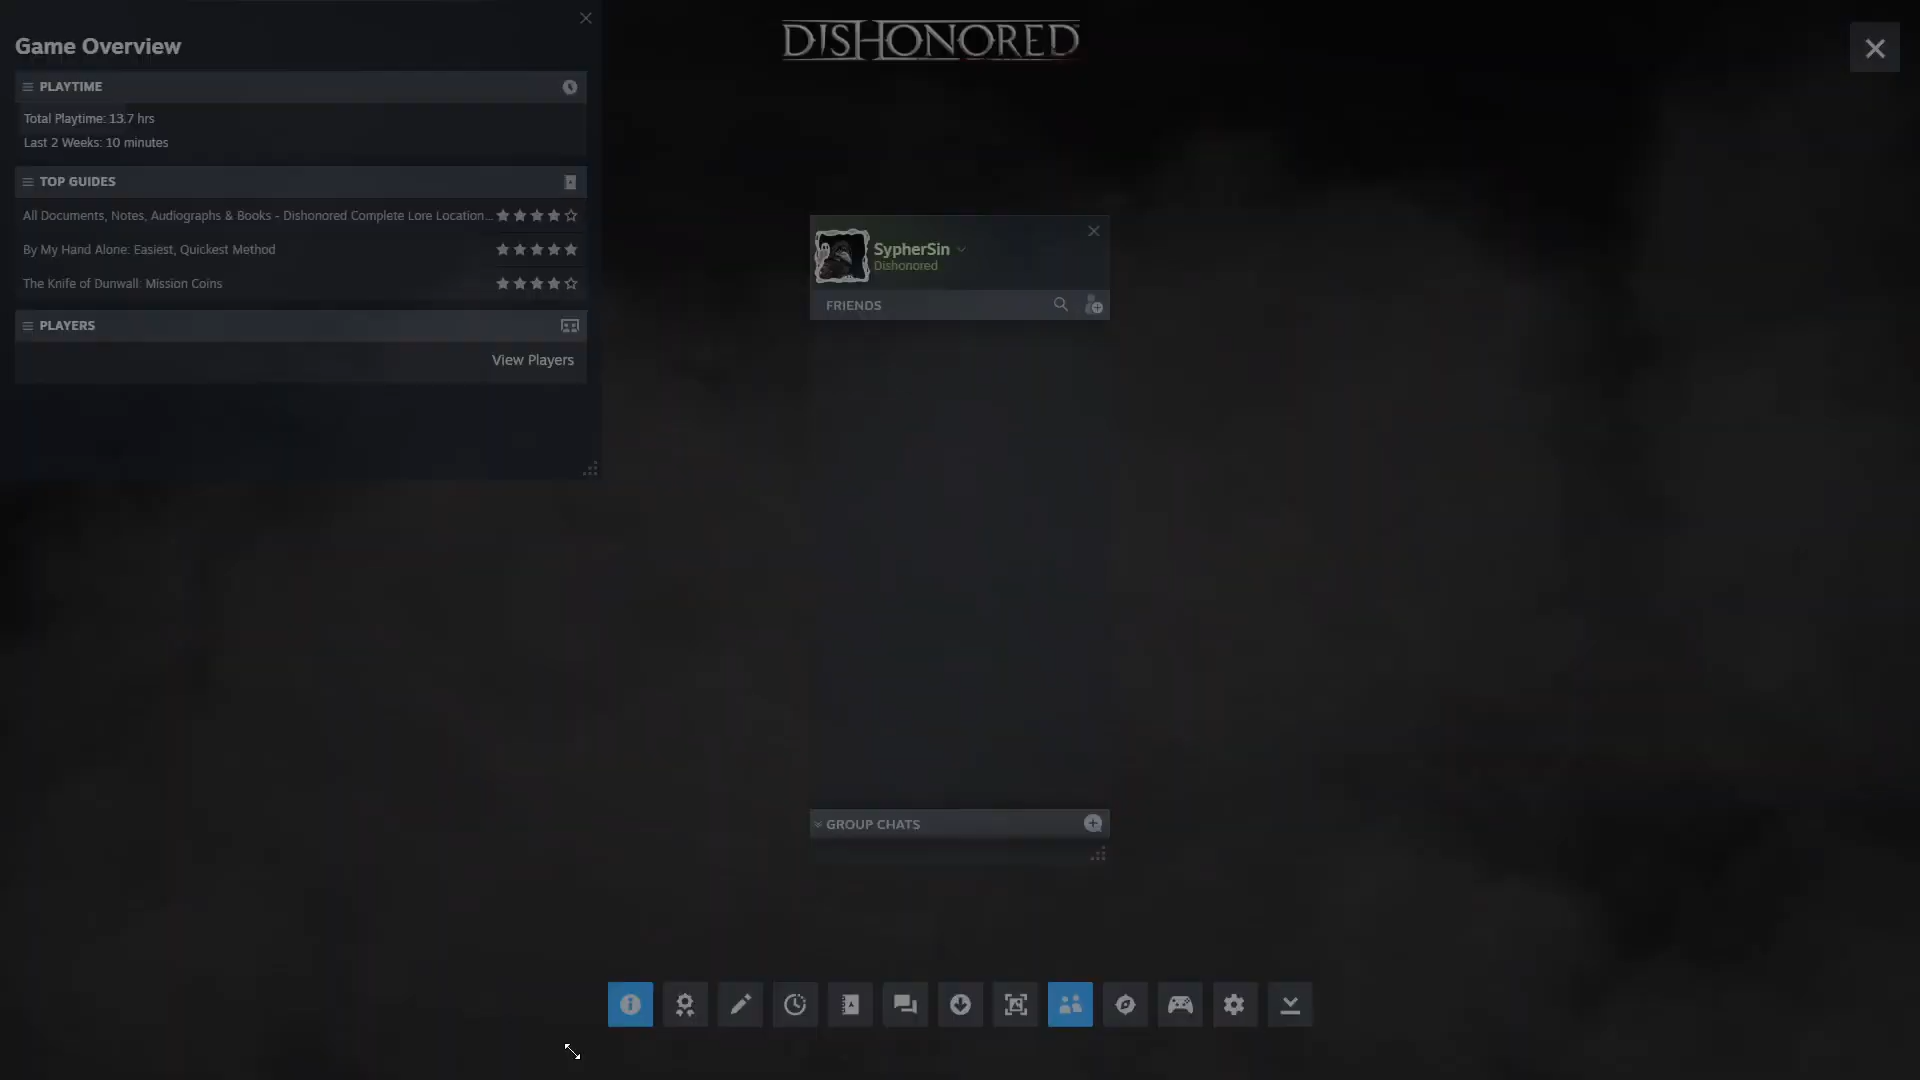 DISHONORED
Game Overview
PLAYTIME
Total Playtime: 13.7 hrs
Last 2 Weeks: 10 minutes
TOP GUIDES
All Documents, Notes, Audiographs & Books - Dishonored Complete Lore Location...
By My Hand Alone: Easiest, Quickest Method
The Knife of Dunwall: Mission Coins
PLAYERS
View Players
SypherSin
Dishonored
FRIENDS
GROUP CHATS